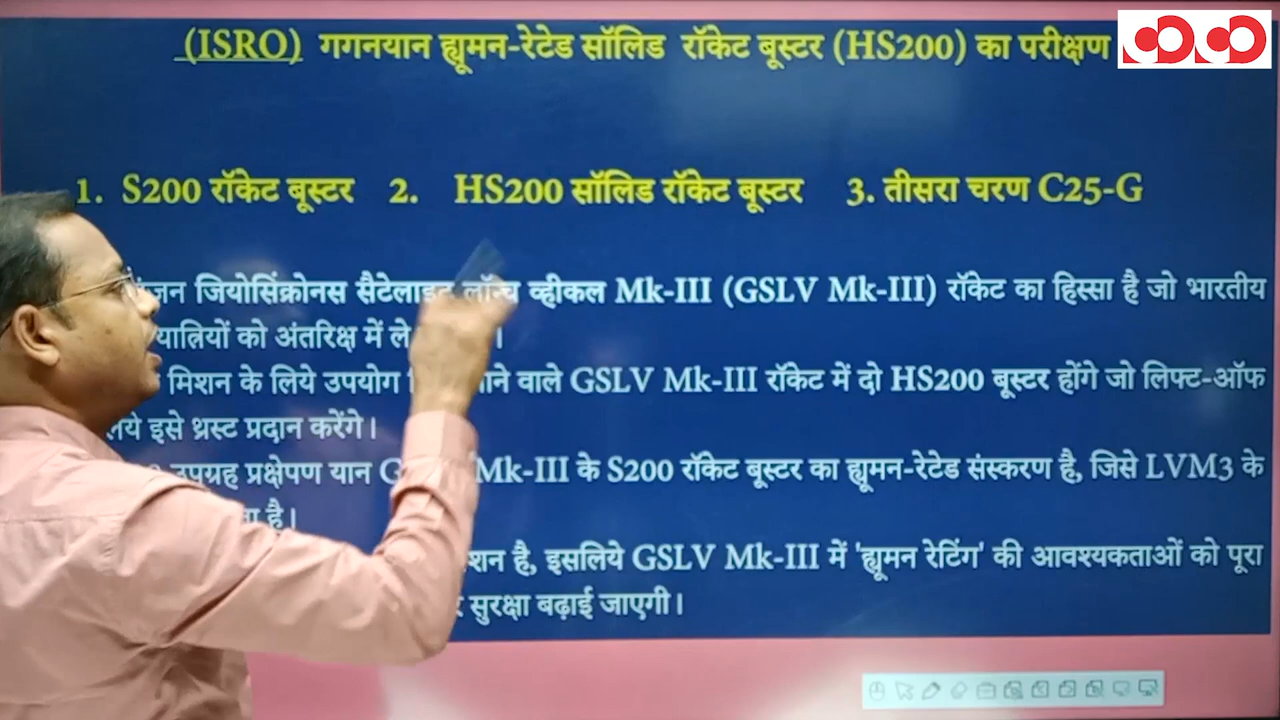 (ISRO) गगनयान ह्यूमन-रेटेड सॉलिड रॉकेट बूस्टर (HS200) का परीक्षण
1. S200 रॉकेट बूस्टर 2. HS200 सॉलिड रॉकेट बूस्टर 3. तीसरा चरण C25-G
जियोसिंक्रोनस सैटेलाइट लॉन्च व्हीकल Mk-III (GSLV Mk-III) रॉकेट का हिस्सा है जो भारतीय
यात्रियों को अंतरिक्ष में ले
मिशन के लिये उपयोग वाले GSLV Mk-III रॉकेट में दो HS200 बूस्टर होंगे जो लिफ्ट-ऑफ
इसे थ्रस्ट प्रदान करेंगे।
उपग्रह प्रक्षेपण यान Mk-III के S200 रॉकेट बूस्टर का ह्यूमन-रेटेड संस्करण है, जिसे LVM3 के
है।
है, इसलिये GSLV Mk-III में 'ह्यूमन रेटिंग' की आवश्यकताओं को पूरा
सुरक्षा बढ़ाई जाएगी।